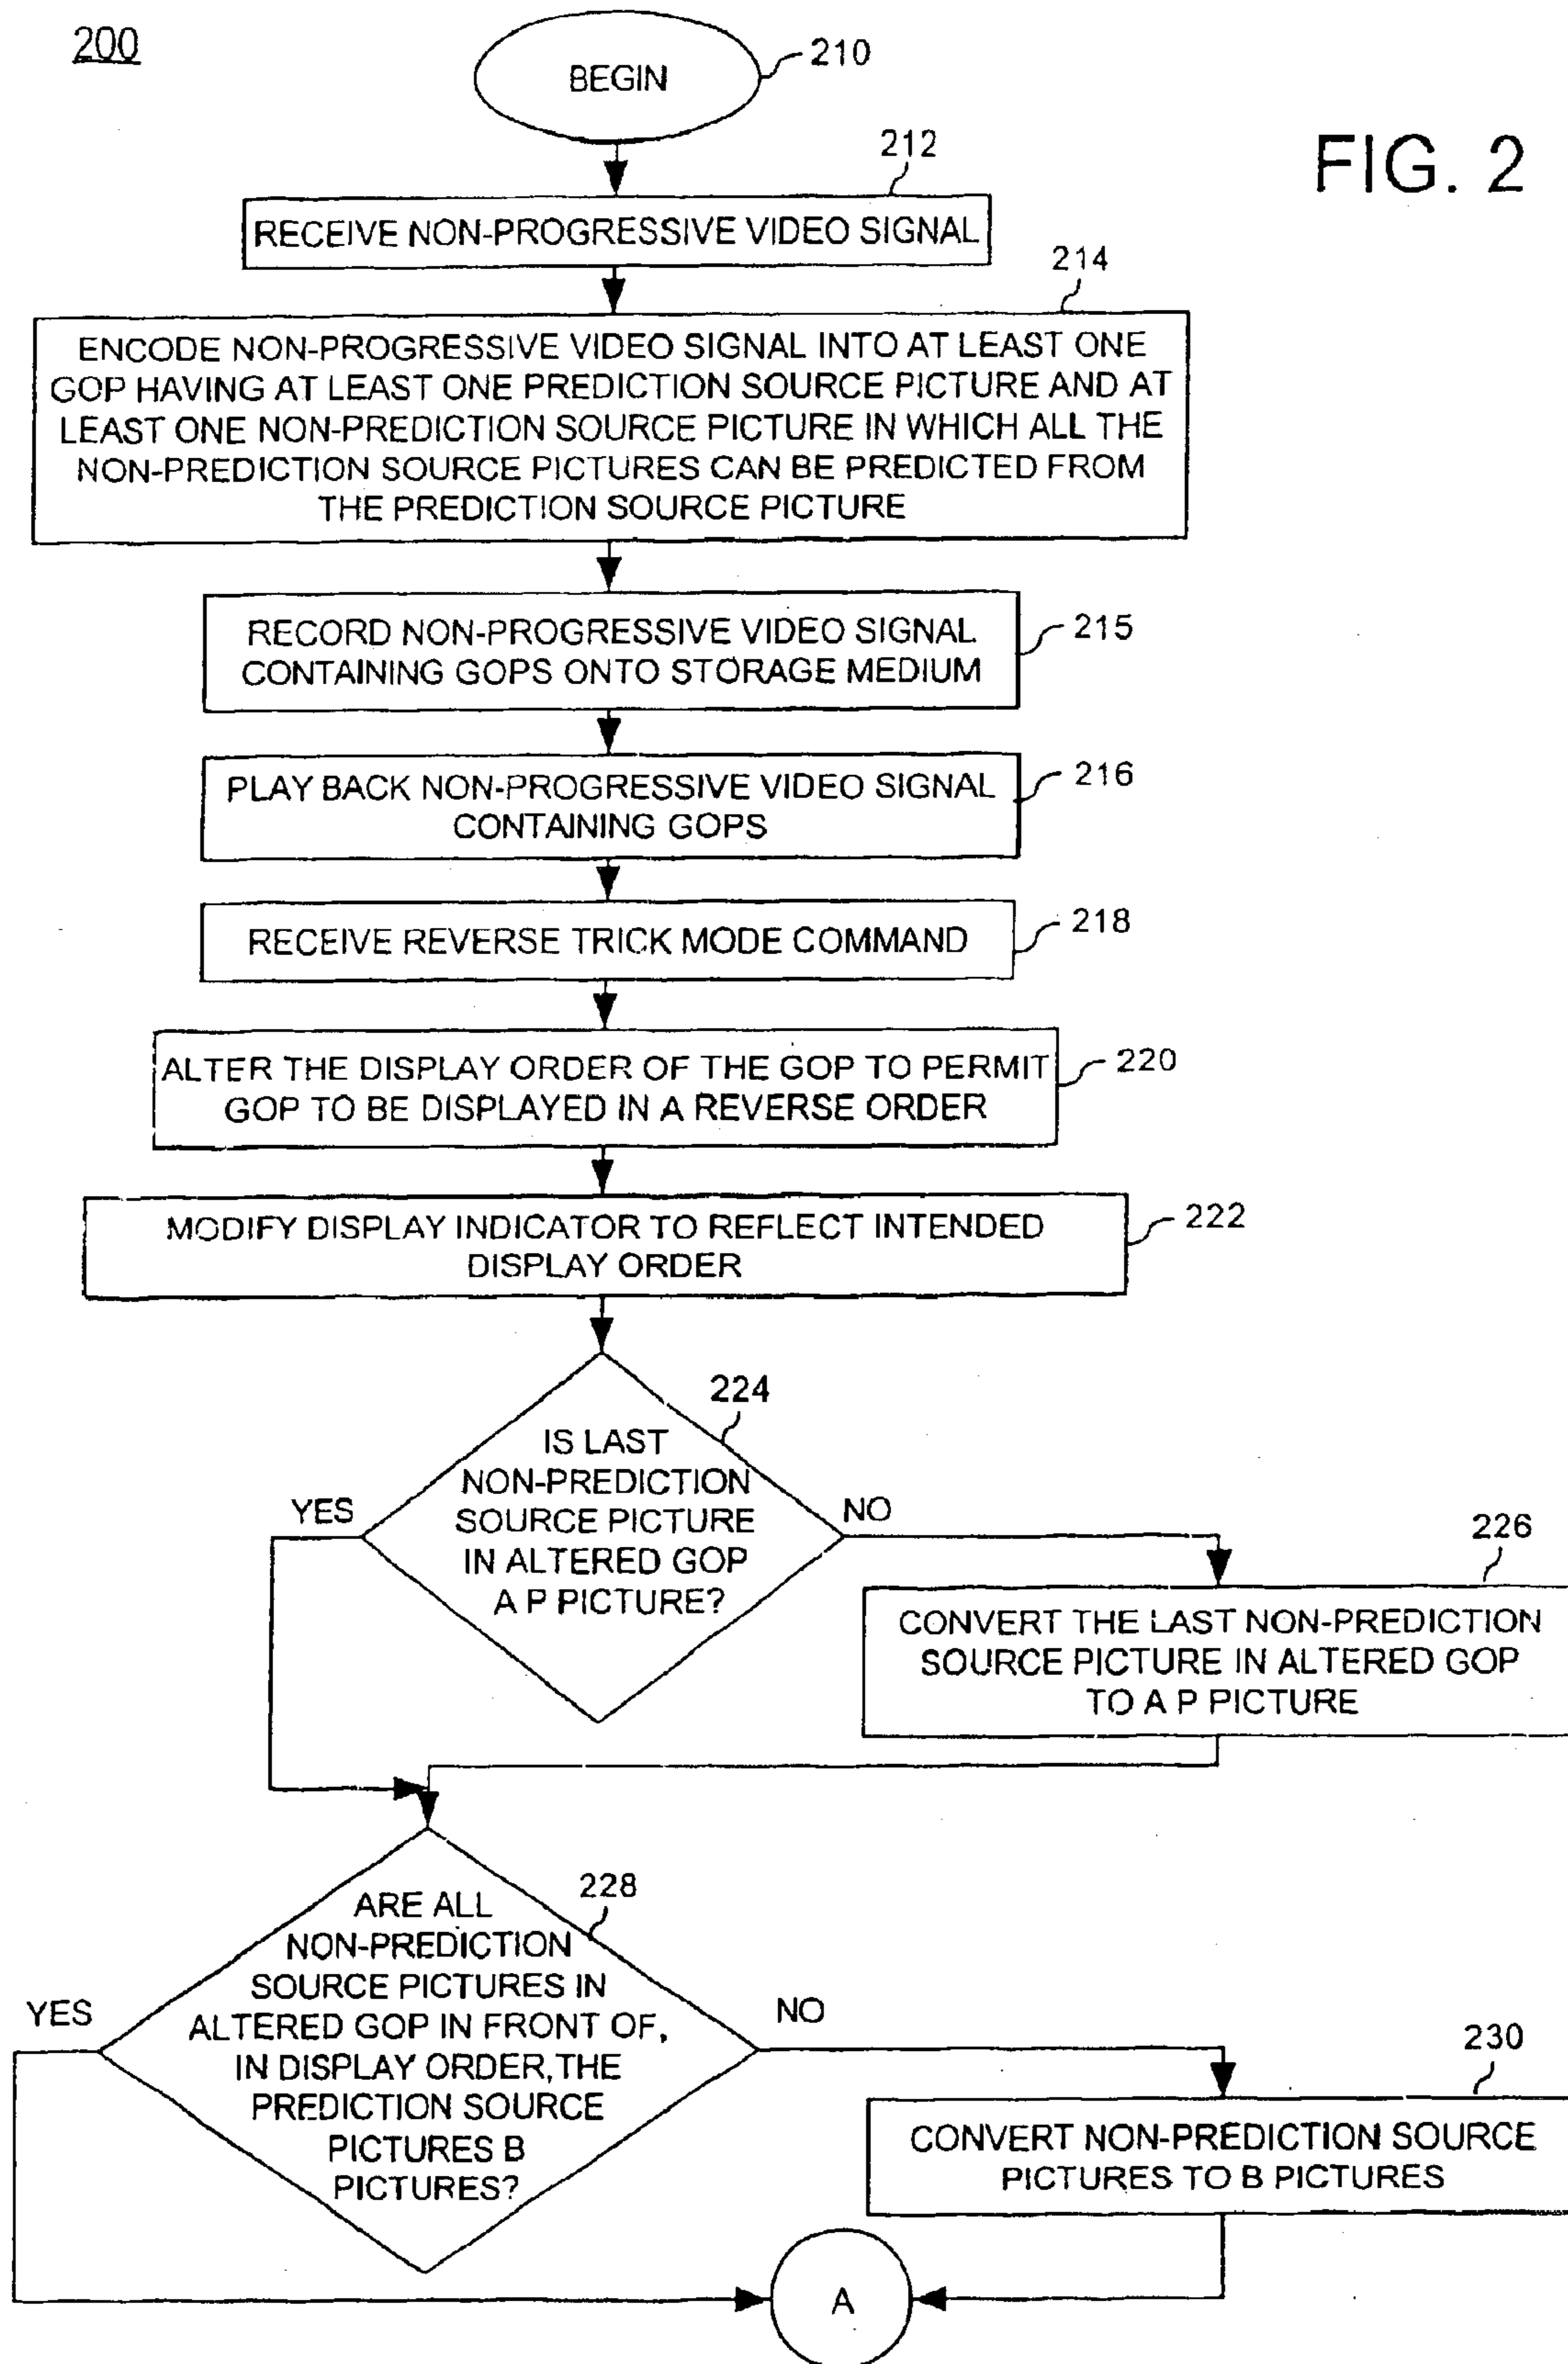 200
BEGIN
210
FIG. 2
212
RECEIVE NON-PROGRESSIVE VIDEO SIGNAL
214
ENCODE NON-PROGRESSIVE VIDEO SIGNAL INTO AT LEAST ONE
GOP HAVING AT LEAST ONE PREDICTION SOURCE PICTURE AND AT
LEAST ONE NON-PREDICTION SOURCE PICTURE IN WHICH ALL THE
NON-PREDICTION SOURCE PICTURES CAN BE PREDICTED FROM
THE PREDICTION SOURCE PICTURE
RECORD NON-PROGRESSIVE VIDEO SIGNAL
CONTAINING GOPS ONTO STORAGE MEDIUM
215
PLAY BACK NON-PROGRESSIVE VIDEO SIGNAL
CONTAINING GOPS
216
RECEIVE REVERSE TRICK MODE COMMAND
218
ALTER THE DISPLAY ORDER OF THE GOP TO PERMIT
GOP TO BE DISPLAYED IN A REVERSE ORDER
220
MODIFY DISPLAY INDICATOR TO REFLECT INTENDED
DISPLAY ORDER
222
224
IS LAST
NON-PREDICTION
SOURCE PICTURE
IN ALTERED GOP
A P PICTURE?
YES
NO
226
CONVERT THE LAST NON-PREDICTION
SOURCE PICTURE IN ALTERED GOP
TO A P PICTURE
228
ARE ALL
NON-PREDICTION
SOURCE PICTURES IN
ALTERED GOP IN FRONT OF,
IN DISPLAY ORDER, THE
PREDICTION SOURCE
PICTURES B
PICTURES?
YES
NO
230
CONVERT NON-PREDICTION SOURCE
PICTURES TO B PICTURES
A